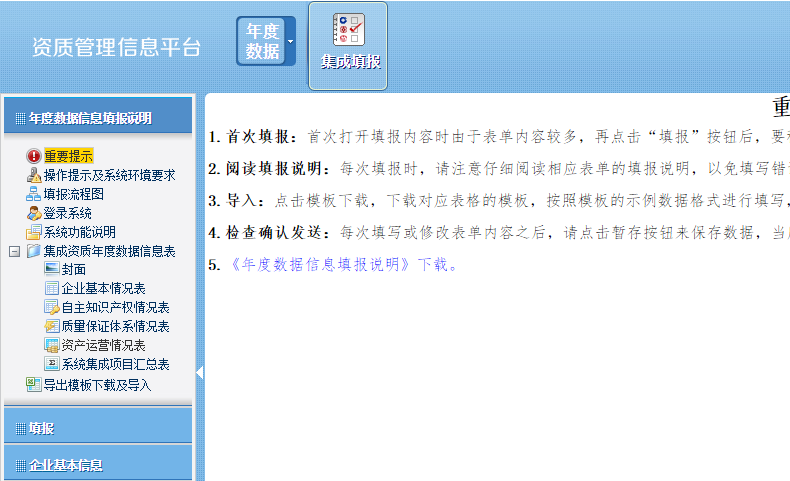 资质管理信息平台
年度
数据
集成填报
年度数据信息填报说明
重要提示
操作提示及系统环境要求
填报流程图
登录系统
系统功能说明
集成资质年度数据信息表
封面
企业基本情况表
自主知识产权情况表
质量保证体系情况表
资产运营情况表
系统集成项目汇总表
导出模板下载及导入
填报
企业基本信息
重
1. 首次填报：首次打开填报内容时由于表单内容较多，再点击“填报”按钮后，要
2. 阅读填报说明：每次填报时，请注意仔细阅读相应表单的填报说明，以免填写错
3. 导入：点击模板下载，下载对应表格的模板，按照模板的示例数据格式进行填写，
4. 检查确认发送：每次填写或修改表单内容之后，请点击暂存按钮来保存数据，当
5. 《年度数据信息填报说明》下载。